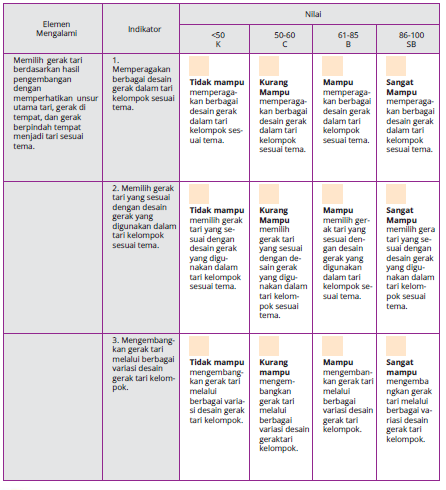 Elemen
Mengalami
Indikator
Nilai
<50
K
50-60
C
61-85
B
86-100
SB
Memilih gerak tari
berdasarkan hasil
pengembangan
dengan
memperhatikan unsur
utama tari, gerak di
tempat, dan gerak
berpindah tempat
menjadi tari sesuai
tema.
1.
Memperagakan
berbagai desain
gerak dalam tari
kelompok sesuai
tema.
Tidak mampu
memperaga-
kan berbagai
desain gerak
dalam tari
kelompok ses-
uai tema.
Kurang
Mampu
memperaga-
kan berbagai
desain gerak
dalam tari
kelompok
sesuai tema.
Mampu
memperaga-
kan berbagai
desain gerak
dalam tari
kelompok
sesuai tema.
Sangat
Mampu
memperaga-
kan berbagai
desain gerak
dalam tari
kelompok
sesuai tema.
2. Memilih gerak
tari yang sesuai
dengan desain
gerak yang
digunakan dalam
tari kelompok
sesuai tema.
Tidak mampu
memilih gerak
tari yang se-
suai dengan
desain gerak
yang digu-
nakan dalam
tari kelompok
sesuai tema.
Kurang
Mampu
memilih
gerak tari
yang sesuai
dengan de-
sain gerak
yang digu-
nakan dalam
tari kelom-
pok sesuai
tema.
Mampu
memilih ger-
ak tari yang
sesuai den-
gan desain
gerak yang
digunakan
dalam tari
kelompok se-
suai tema.
Sangat
Mampu
memilih gera
tari yang se-
suai dengan
desain gerak
yang digu-
nakan dalam
tari kelom-
pok sesuai
tema.
3. Mengembang-
kan gerak tari
melalui berbagai
variasi desain
gerak tari kelom-
pok.
Tidak mampu
mengembang-
kan gerak tari
melalui
berbagai varia-
si desain gerak
tari kelompok.
Kurang
mampu
mengem-
bangkan
gerak tari
melalui
berbagai
variasi desain
geraktari
kelompok.
Mampu
mengemban-
kan gerak tari
melalui
berbagai
variasi desain
gerak tari
kelompok.
Sangat
mampu
mengemba
ngkan gerak
tari melalui
berbagai va-
riasi desain
gerak tari
kelompok.